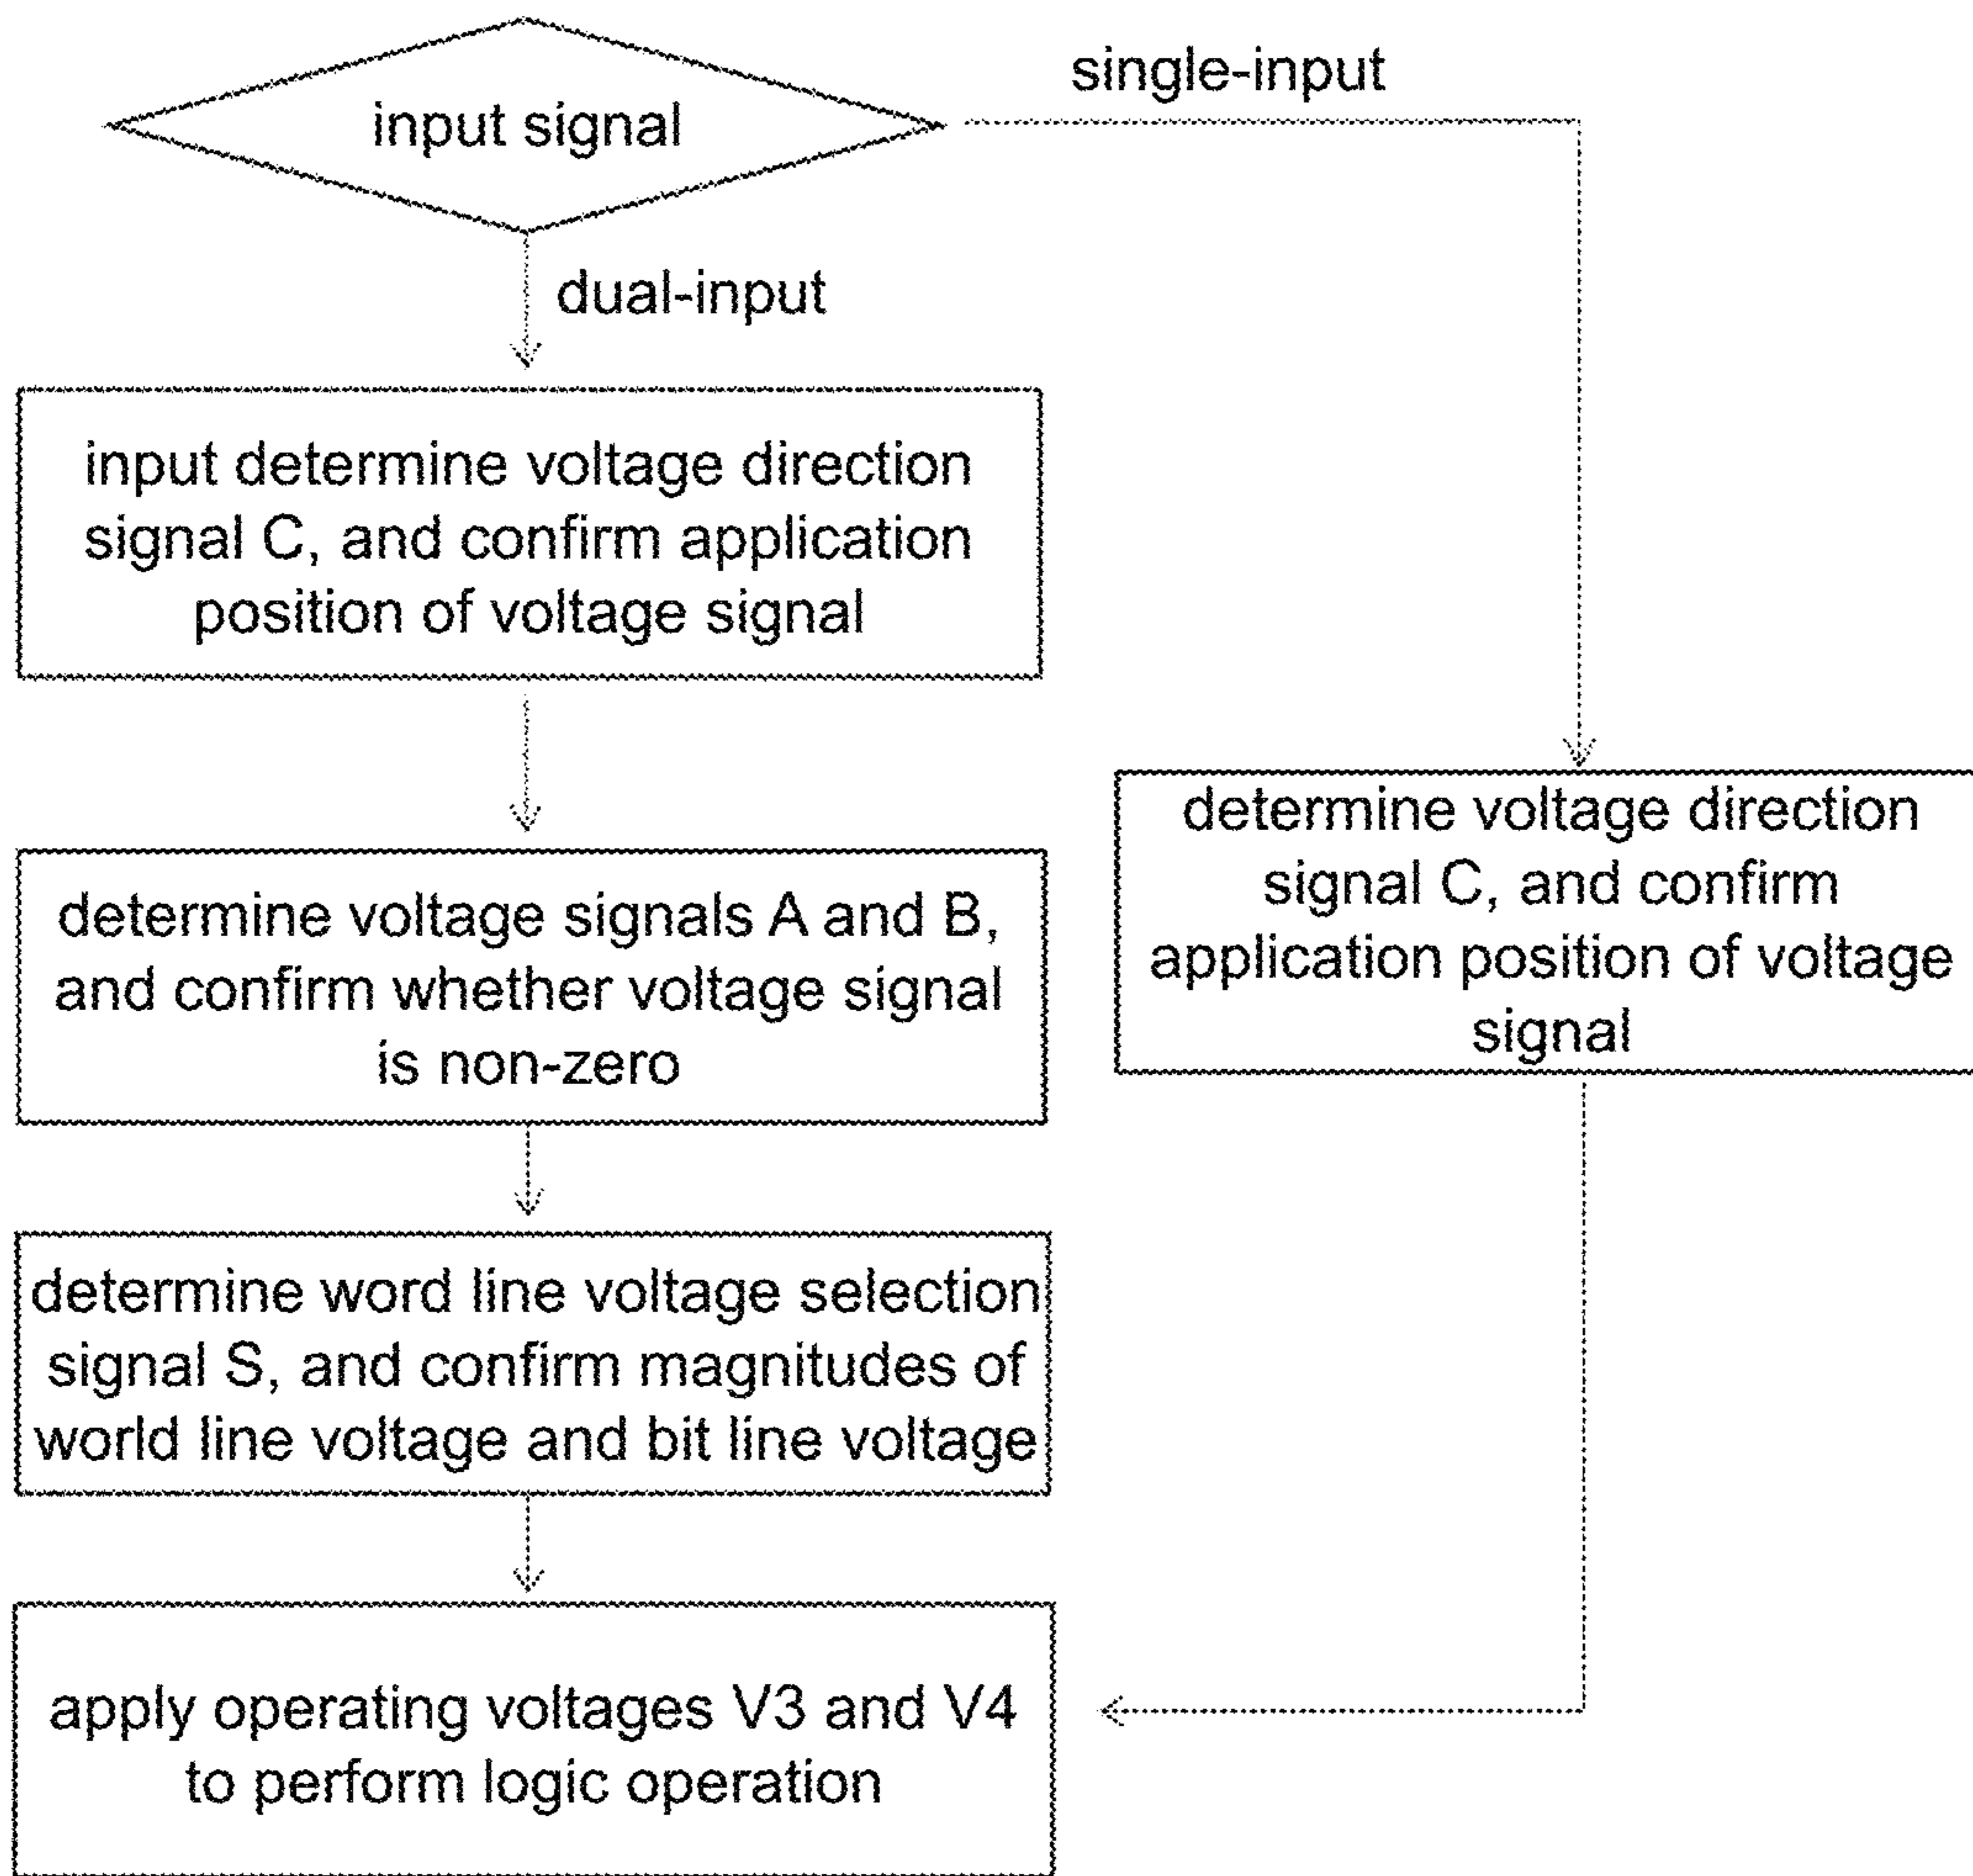 input signal
single-input
dual-input
input determine voltage direction
signal C, and confirm application
position of voltage signal
determine voltage signals A and B,
and confirm whether voltage signal
is non-zero
determine word line voltage selection
signal S, and confirm magnitudes of
world line voltage and bit line voltage
determine voltage direction
signal C, and confirm
application position of voltage
signal
apply operating voltages V3 and V4
to perform logic operation